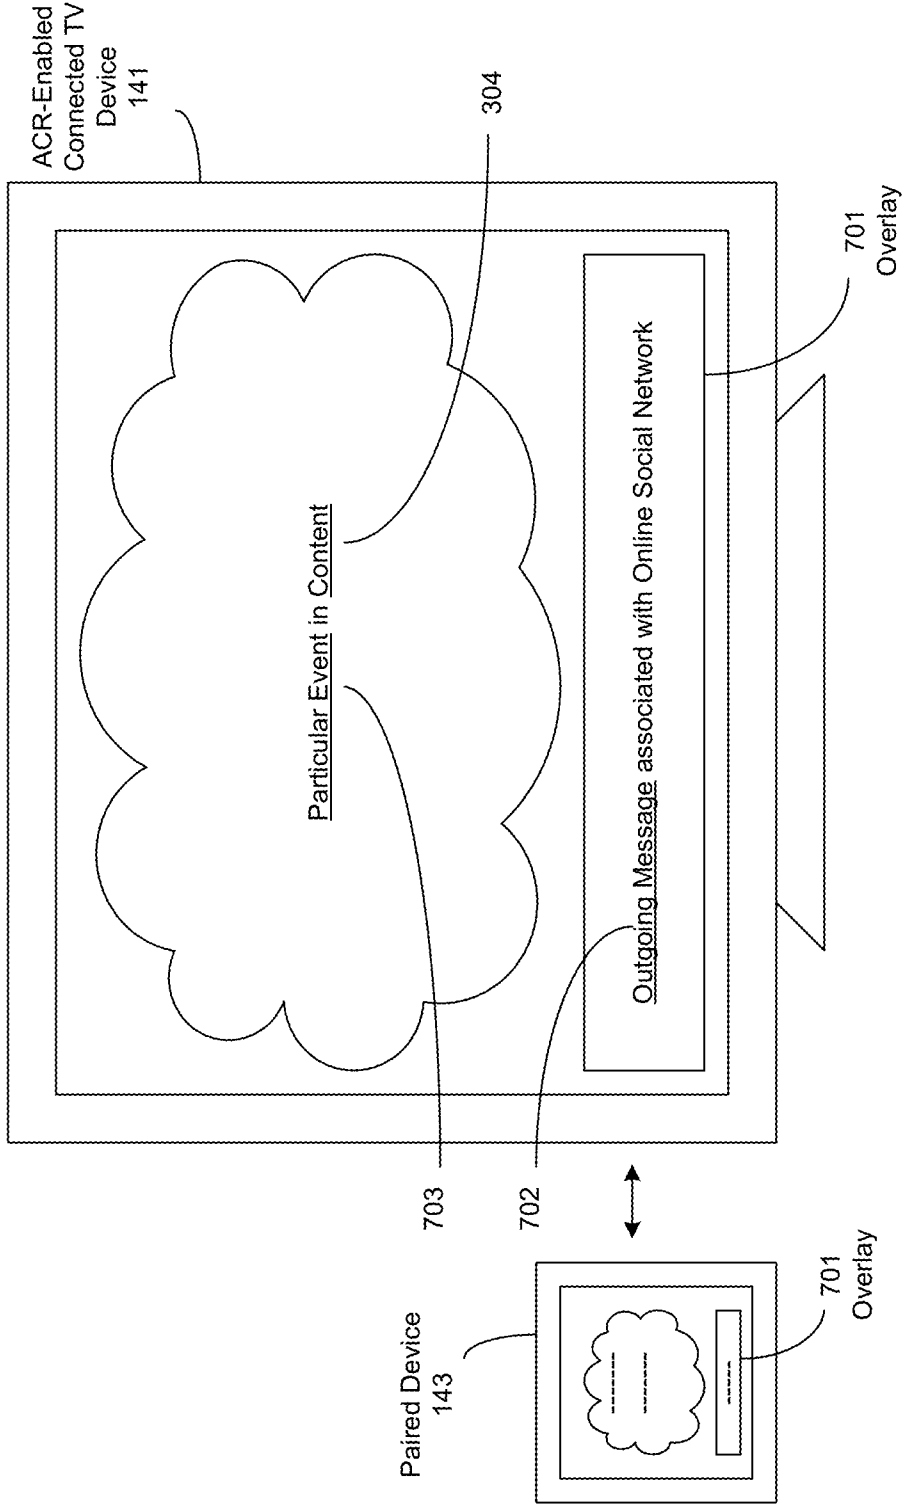 ACR-Enabled
Connected TV
Device
141
304
Particular Event in Content
703
701
Overlay
Outgoing Message associated with Online Social Network
702
Paired Device
143
701
Overlay